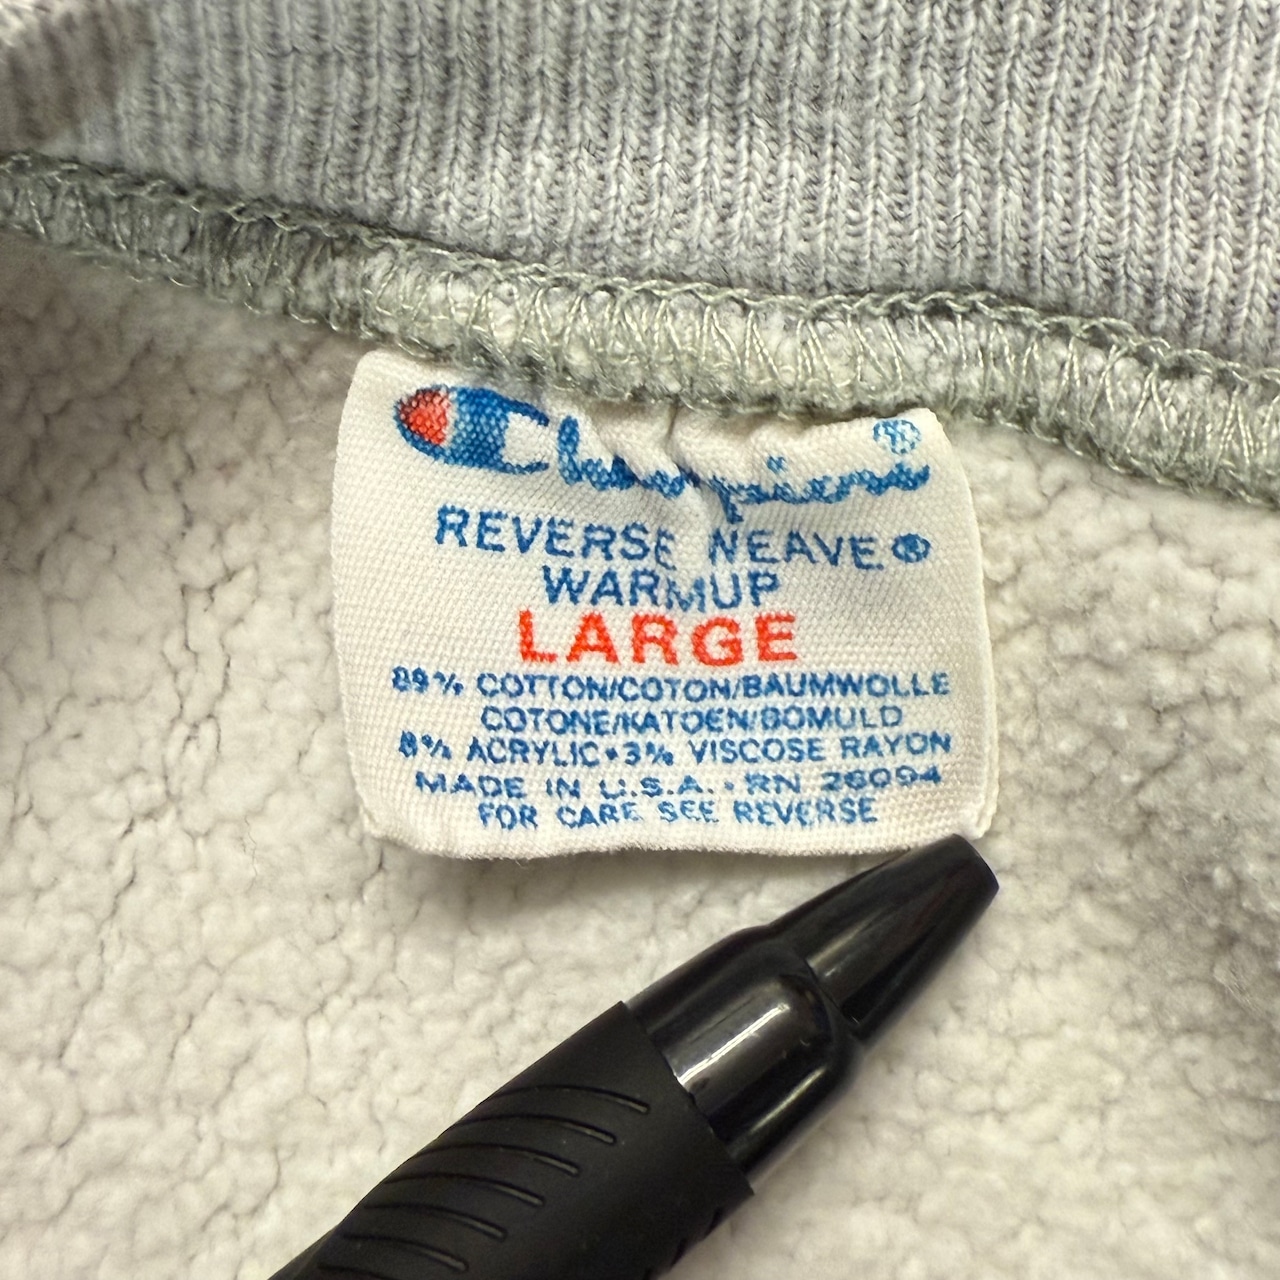 Champion®
REVERSE WEAVE®
WARMUP
LARGE
89% COTTON/COTON/BAUMWOLLE
COTONE/KATOEN/BOMULD
8% ACRYLIC•3% VISCOSE RAYON
MADE IN U.S.A. • RN 26094
FOR CARE SEE REVERSE